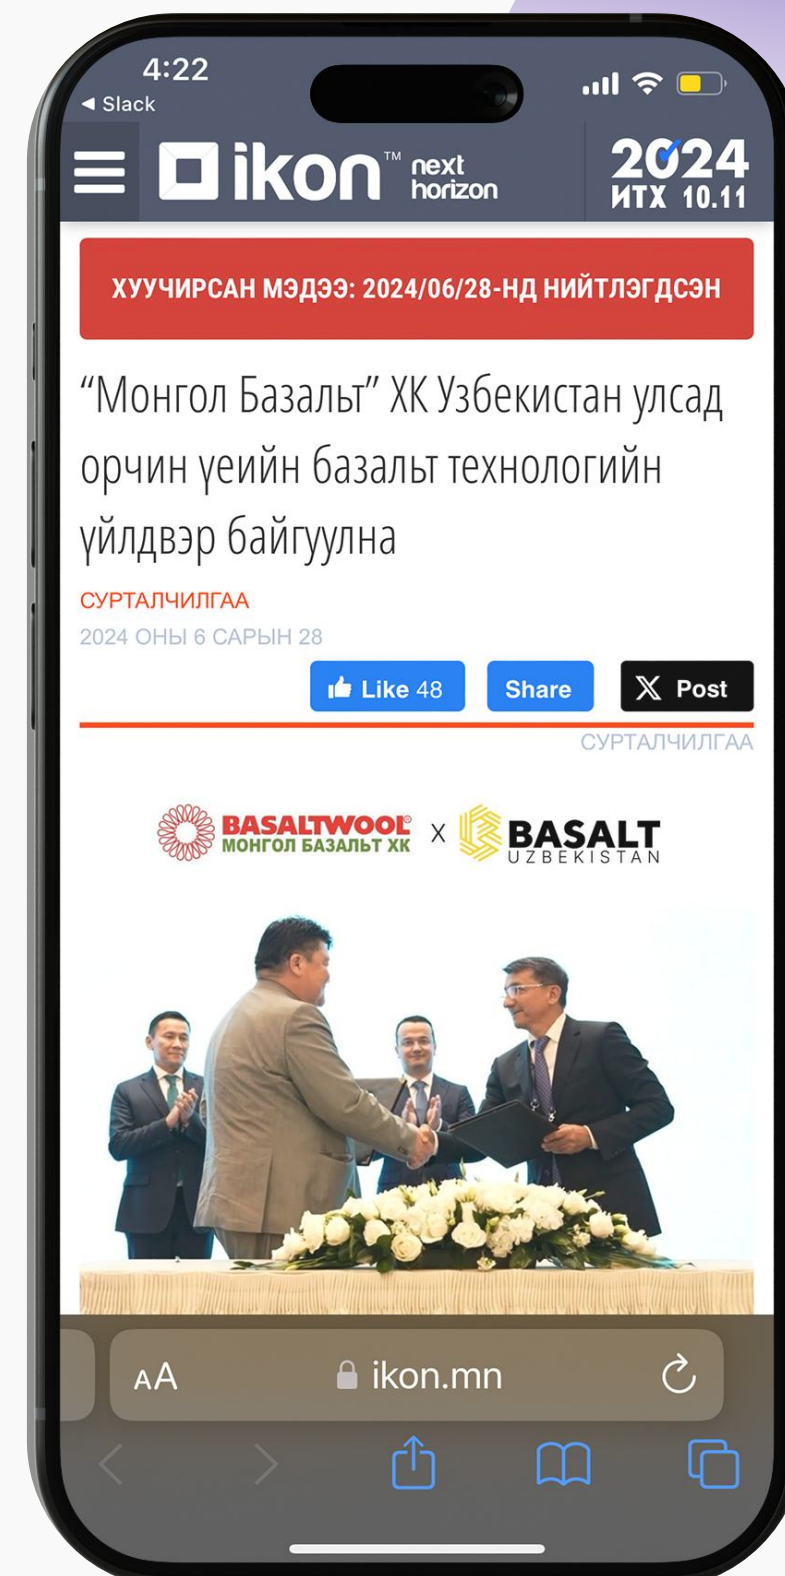 4:22
◀ Slack
ikon™ next horizon
2024
ИТХ 10.11
ХУУЧИРСАН МЭДЭЭ: 2024/06/28-НД НИЙТЛЭГДСЭН
“Монгол Базальт” ХК Узбекистан улсад
орчин үеийн базальт технологийн
үйлдвэр байгуулна
СУРТАЛЧИЛГАА
2024 ОНЫ 6 САРЫН 28
Like 48 Share X Post
СУРТАЛЧИЛГАА
BASALTWOOL®
МОНГОЛ БАЗАЛЬТ ХК
X
BASALT
UZBEKISTAN
AA ikon.mn